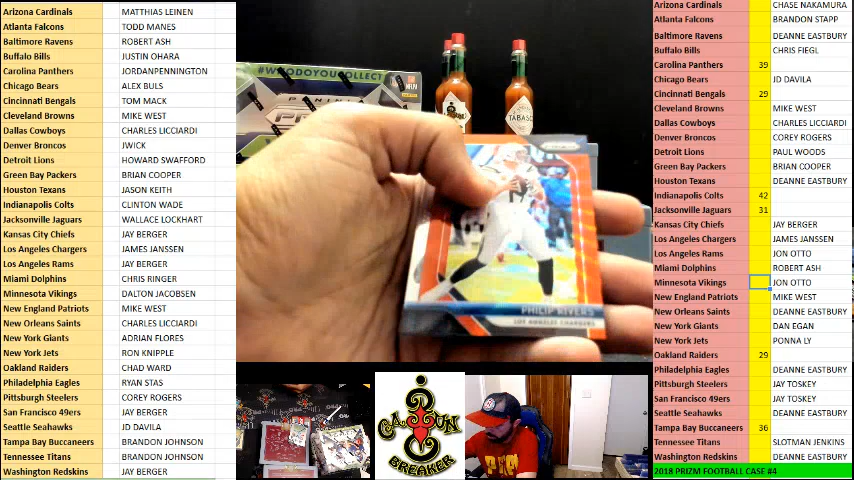 Arizona Cardinals MATTHIAS LEINEN
Atlanta Falcons TODD MANES
Baltimore Ravens ROBERT ASH
Buffalo Bills JUSTIN OHARA
Carolina Panthers JORDANPENNINGTON
Chicago Bears ALEX BULS
Cincinnati Bengals TOM MACK
Cleveland Browns MIKE WEST
Dallas Cowboys CHARLES LICCIARDI
Denver Broncos JWICK
Detroit Lions HOWARD SWAFFORD
Green Bay Packers BRIAN COOPER
Houston Texans JASON KEITH
Indianapolis Colts CLINTON WADE
Jacksonville Jaguars WALLACE LOCKHART
Kansas City Chiefs JAY BERGER
Los Angeles Chargers JAMES JANSSEN
Los Angeles Rams JAY BERGER
Miami Dolphins CHRIS RINGER
Minnesota Vikings DALTON JACOBSEN
New England Patriots MIKE WEST
New Orleans Saints CHARLES LICCIARDI
New York Giants ADRIAN FLORES
New York Jets RON KNIPPLE
Oakland Raiders CHAD WARD
Philadelphia Eagles RYAN STAS
Pittsburgh Steelers COREY ROGERS
San Francisco 49ers JAY BERGER
Seattle Seahawks JD DAVILA
Tampa Bay Buccaneers BRANDON JOHNSON
Tennessee Titans BRANDON JOHNSON
Washington Redskins JAY BERGER
#WHODOYOUCOLLECT
TABASCO
PHILIP RIVERS
LOS ANGELES CHARGERS
CAJUN
BREAKER
Arizona Cardinals CHASE NAKAMURA
Atlanta Falcons BRANDON STAPP
Baltimore Ravens DEANNE EASTBURY
Buffalo Bills CHRIS FIEGL
Carolina Panthers 39
Chicago Bears JD DAVILA
Cincinnati Bengals 29
Cleveland Browns MIKE WEST
Dallas Cowboys CHARLES LICCIARDI
Denver Broncos COREY ROGERS
Detroit Lions PAUL WOODS
Green Bay Packers BRIAN COOPER
Houston Texans DEANNE EASTBURY
Indianapolis Colts 42
Jacksonville Jaguars 31
Kansas City Chiefs JAY BERGER
Los Angeles Chargers JAMES JANSSEN
Los Angeles Rams JON OTTO
Miami Dolphins ROBERT ASH
Minnesota Vikings JON OTTO
New England Patriots MIKE WEST
New Orleans Saints DEANNE EASTBURY
New York Giants DAN EGAN
New York Jets PONNA LY
Oakland Raiders 29
Philadelphia Eagles DEANNE EASTBURY
Pittsburgh Steelers JAY TOSKEY
San Francisco 49ers JAY TOSKEY
Seattle Seahawks DEANNE EASTBURY
Tampa Bay Buccaneers 36
Tennessee Titans SLOTMAN JENKINS
Washington Redskins DEANNE EASTBURY
2018 PRIZM FOOTBALL CASE #4